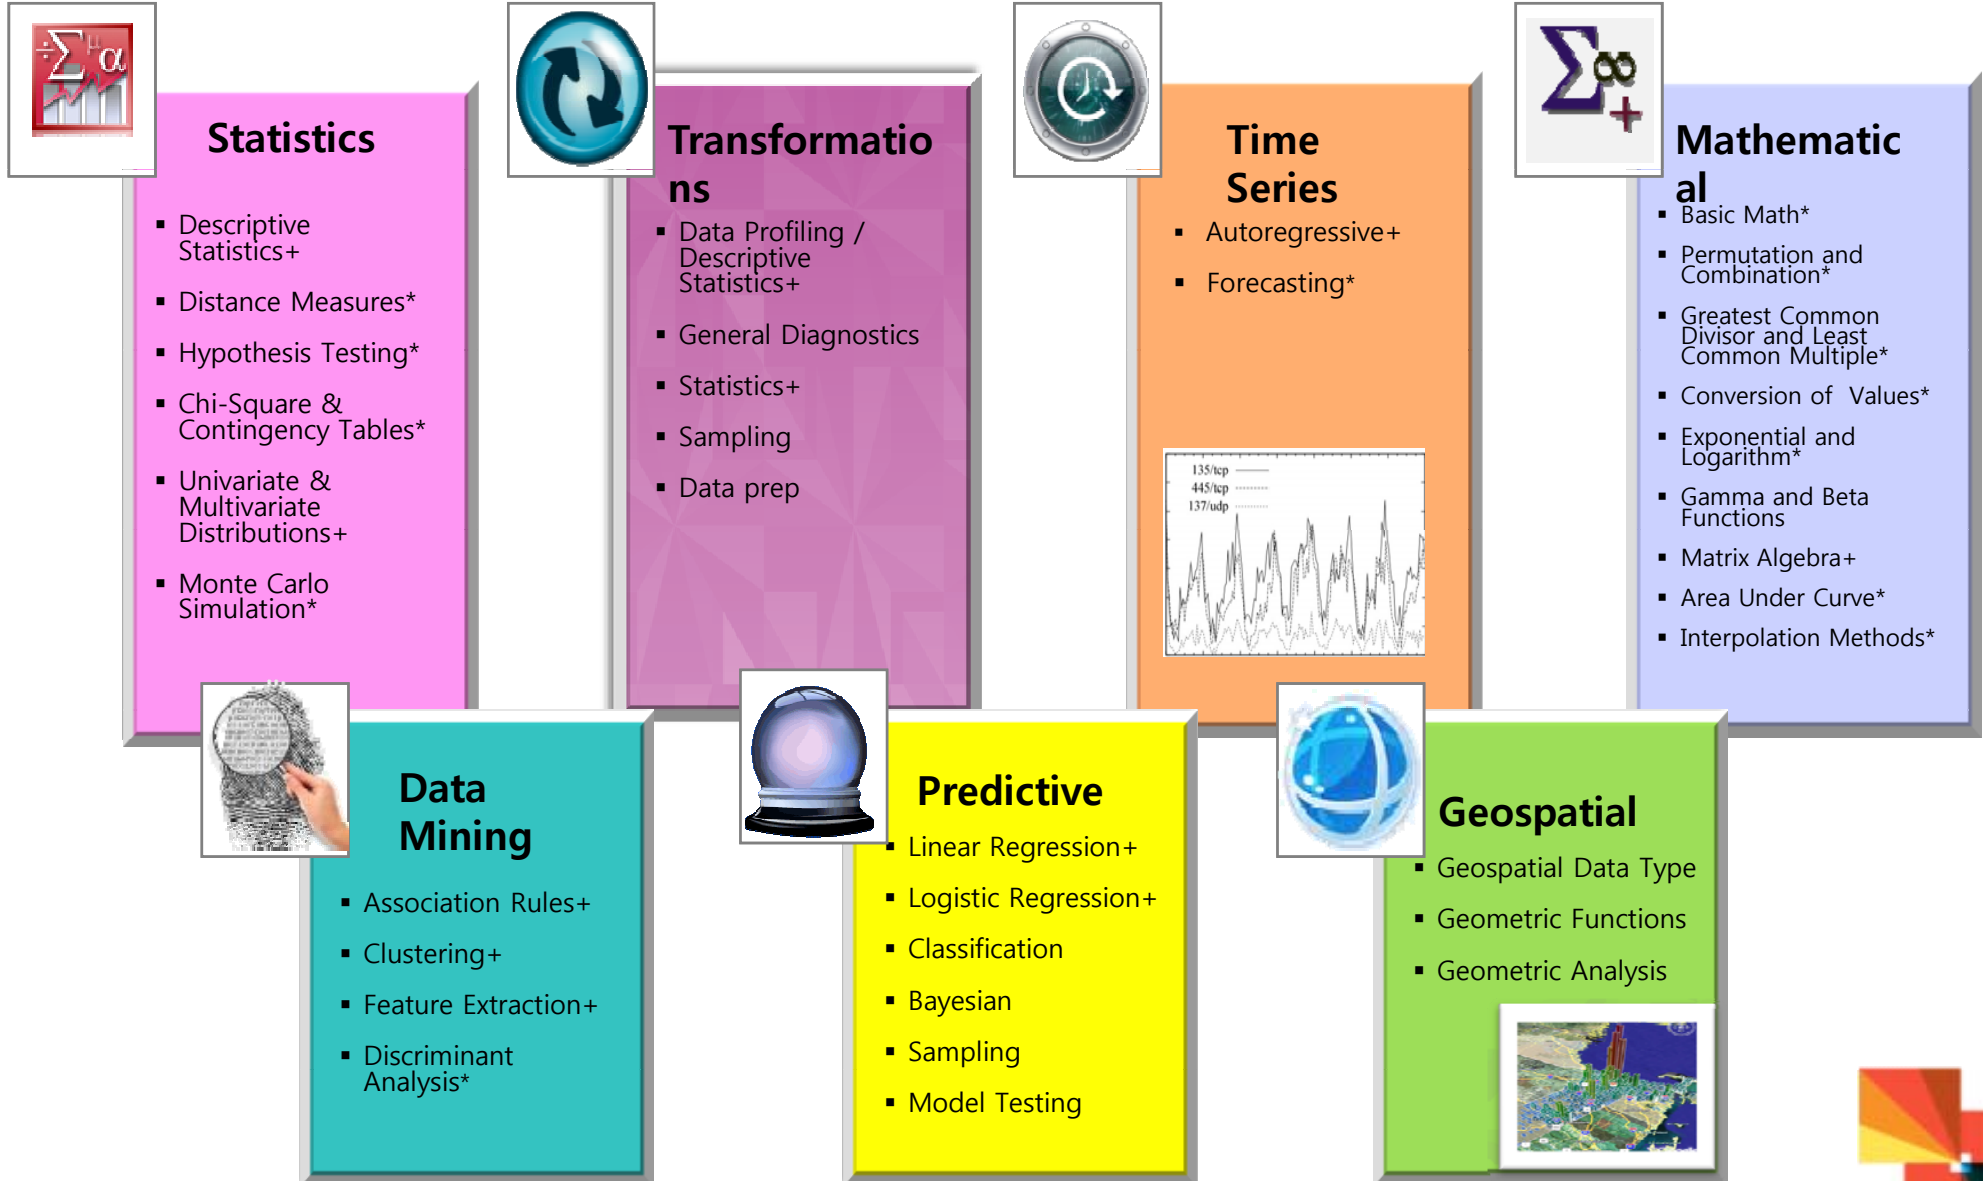 ÷Σμα
Statistics
▪ Descriptive
Statistics+
▪ Distance Measures*
▪ Hypothesis Testing*
▪ Chi-Square &
Contingency Tables*
▪ Univariate &
Multivariate
Distributions+
▪ Monte Carlo
Simulation*
Transformatio
ns
▪ Data Profiling /
Descriptive
Statistics+
▪ General Diagnostics
▪ Statistics+
▪ Sampling
▪ Data prep
Time
Series
▪ Autoregressive+
▪ Forecasting*
135/tcp
445/tcp
137/udp
Σ∞+
Mathematic
al
▪ Basic Math*
▪ Permutation and
Combination*
▪ Greatest Common
Divisor and Least
Common Multiple*
▪ Conversion of  Values*
▪ Exponential and
Logarithm*
▪ Gamma and Beta
Functions
▪ Matrix Algebra+
▪ Area Under Curve*
▪ Interpolation Methods*
Data
Mining
▪ Association Rules+
▪ Clustering+
▪ Feature Extraction+
▪ Discriminant
Analysis*
Predictive
▪ Linear Regression+
▪ Logistic Regression+
▪ Classification
▪ Bayesian
▪ Sampling
▪ Model Testing
Geospatial
▪ Geospatial Data Type
▪ Geometric Functions
▪ Geometric Analysis